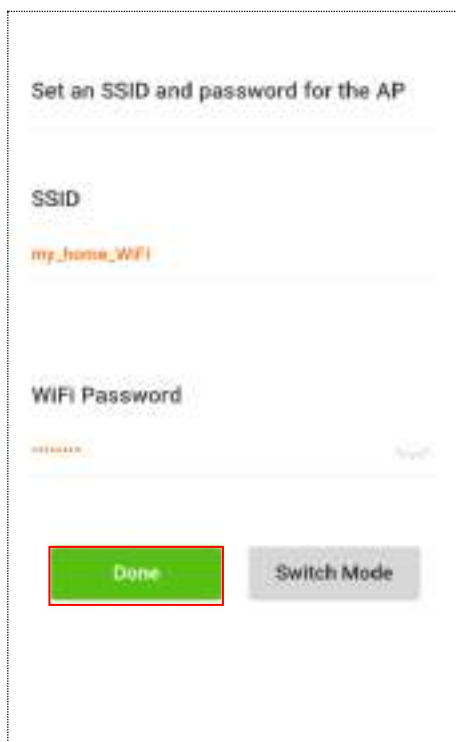 Set an SSID and password for the AP
SSID
my_home_WiFi
WiFi Password
********
Done
Switch Mode